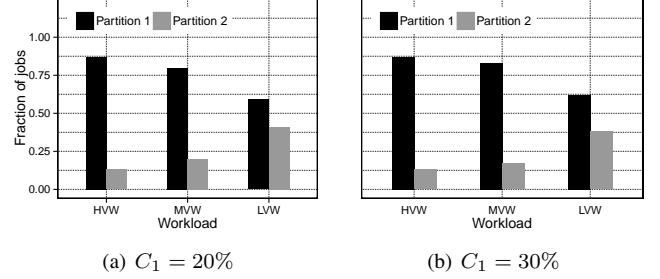 Partition 1 Partition 2
Partition 1 Partition 2
1.00
0.75
0.50
0.25
0.00
Fraction of jobs
HVW MVW LVW
Workload
HVW MVW LVW
Workload
(a) C₁ = 20%
(b) C₁ = 30%